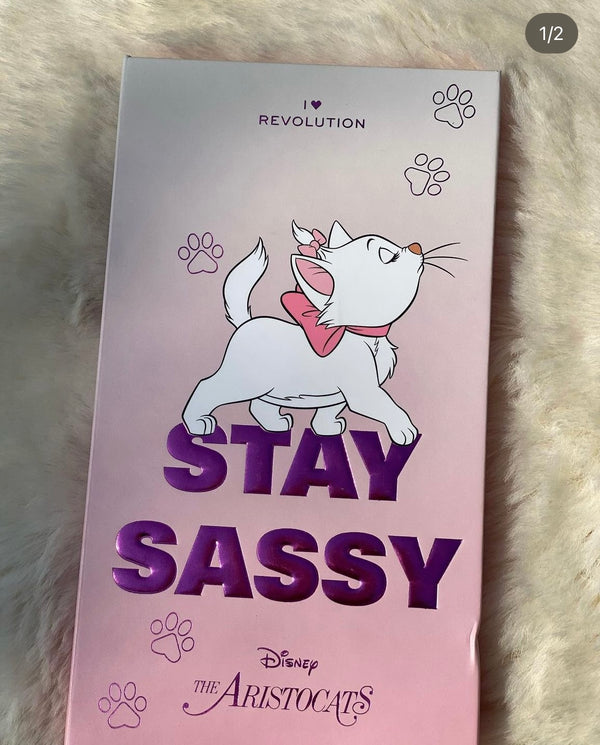 1/2
I ♥
REVOLUTION
STAY
SASSY
Disney
THE ARISTOCATS